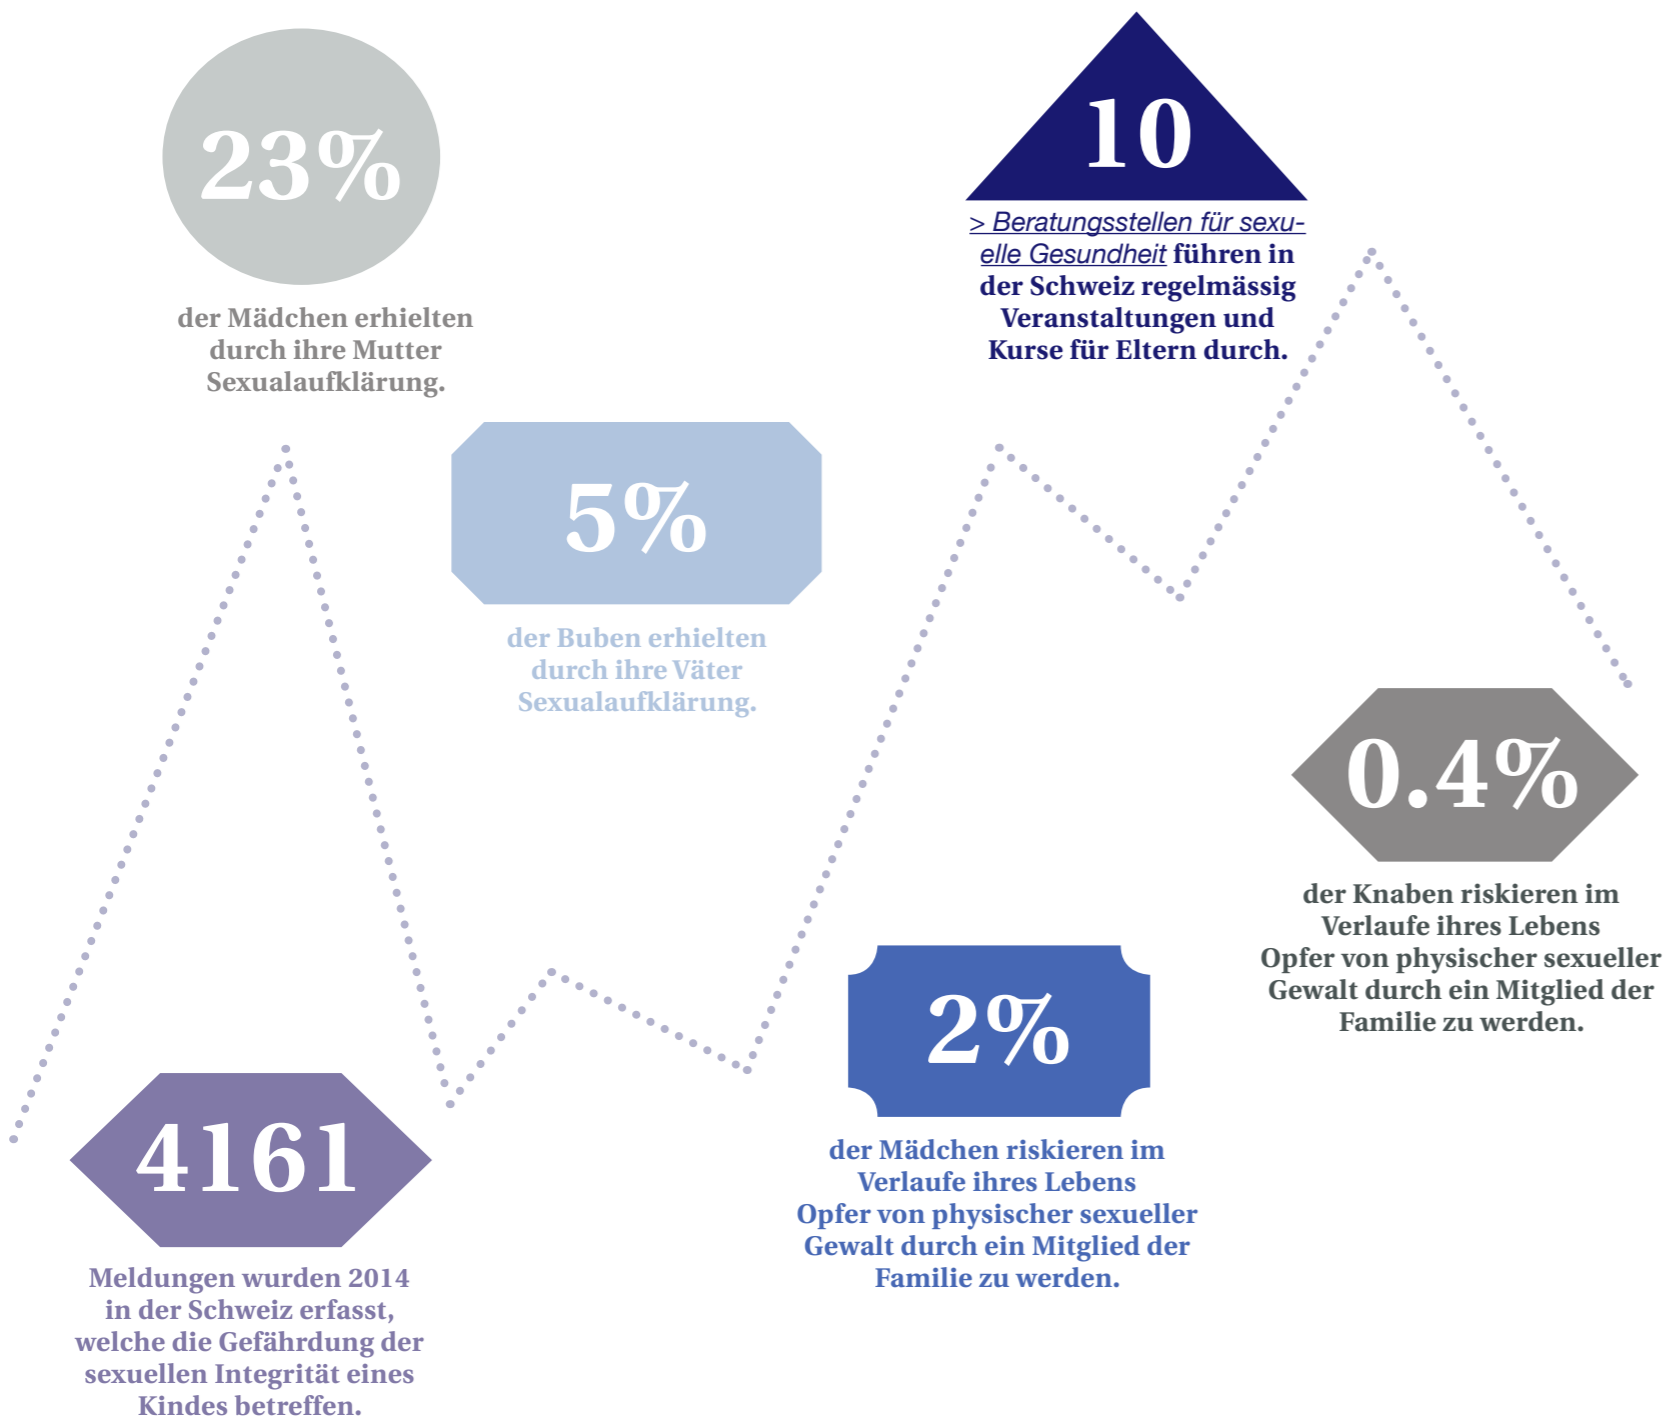 23%
der Mädchen erhielten
durch ihre Mutter
Sexualaufklärung.
10
> Beratungsstellen für sexu-
elle Gesundheit führen in
der Schweiz regelmässig
Veranstaltungen und
Kurse für Eltern durch.
5%
der Buben erhielten
durch ihre Väter
Sexualaufklärung.
0.4%
der Knaben riskieren im
Verlaufe ihres Lebens
Opfer von physischer sexueller
Gewalt durch ein Mitglied der
Familie zu werden.
2%
der Mädchen riskieren im
Verlaufe ihres Lebens
Opfer von physischer sexueller
Gewalt durch ein Mitglied der
Familie zu werden.
4161
Meldungen wurden 2014
in der Schweiz erfasst,
welche die Gefährdung der
sexuellen Integrität eines
Kindes betreffen.